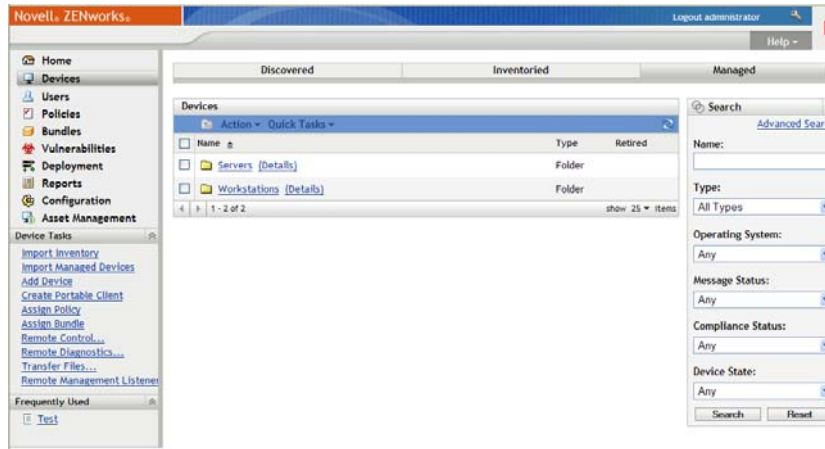 Novell® ZENworks®
Logout administrator
Help
Home
Devices
Users
Policies
Bundles
Vulnerabilities
Deployment
Reports
Configuration
Asset Management
Device Tasks
Import Inventory
Import Managed Devices
Add Device
Create Portable Client
Assign Policy
Assign Bundle
Remote Control...
Remote Diagnostics...
Transfer Files...
Remote Management Listener
Frequently Used
Test
Discovered Inventoried Managed
Devices
Action Quick Tasks
Name Type Retired
Servers (Details) Folder
Workstations (Details) Folder
1 - 2 of 2 show 25 items
Search
Advanced Sear
Name:
Type:
All Types
Operating System:
Any
Message Status:
Any
Compliance Status:
Any
Device State:
Any
Search Reset